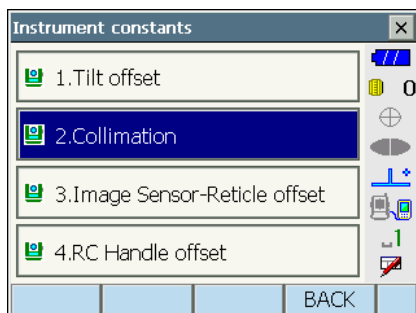 Instrument constants
1.Tilt offset
0
2.Collimation
3.Image Sensor-Reticle offset
1
4.RC Handle offset
BACK